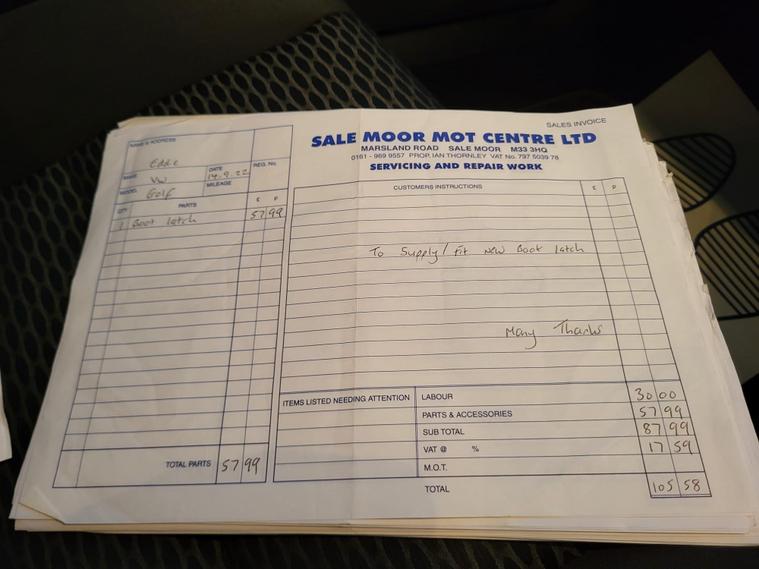 SALES INVOICE
SALE MOOR MOT CENTRE LTD
MARSLAND ROAD SALE MOOR M33 3HQ
0161 - 969 9557 PROP. IAN THORNLEY VAT No. 797 5039 78
SERVICING AND REPAIR WORK
NAME & ADDRESS
Eddie
MAKE
VW
DATE
14.9.22
REG. No.
MODEL
Golf
MILEAGE
QTY
PARTS
£ P
1 Boot latch 57 99
TOTAL PARTS 57 99
CUSTOMERS INSTRUCTIONS £ P
To Supply / Fit New Boot latch
Many Thanks
ITEMS LISTED NEEDING ATTENTION
LABOUR 30 00
PARTS & ACCESSORIES 57 99
SUB TOTAL 87 99
VAT @ % 17 59
M.O.T.
TOTAL 105 58